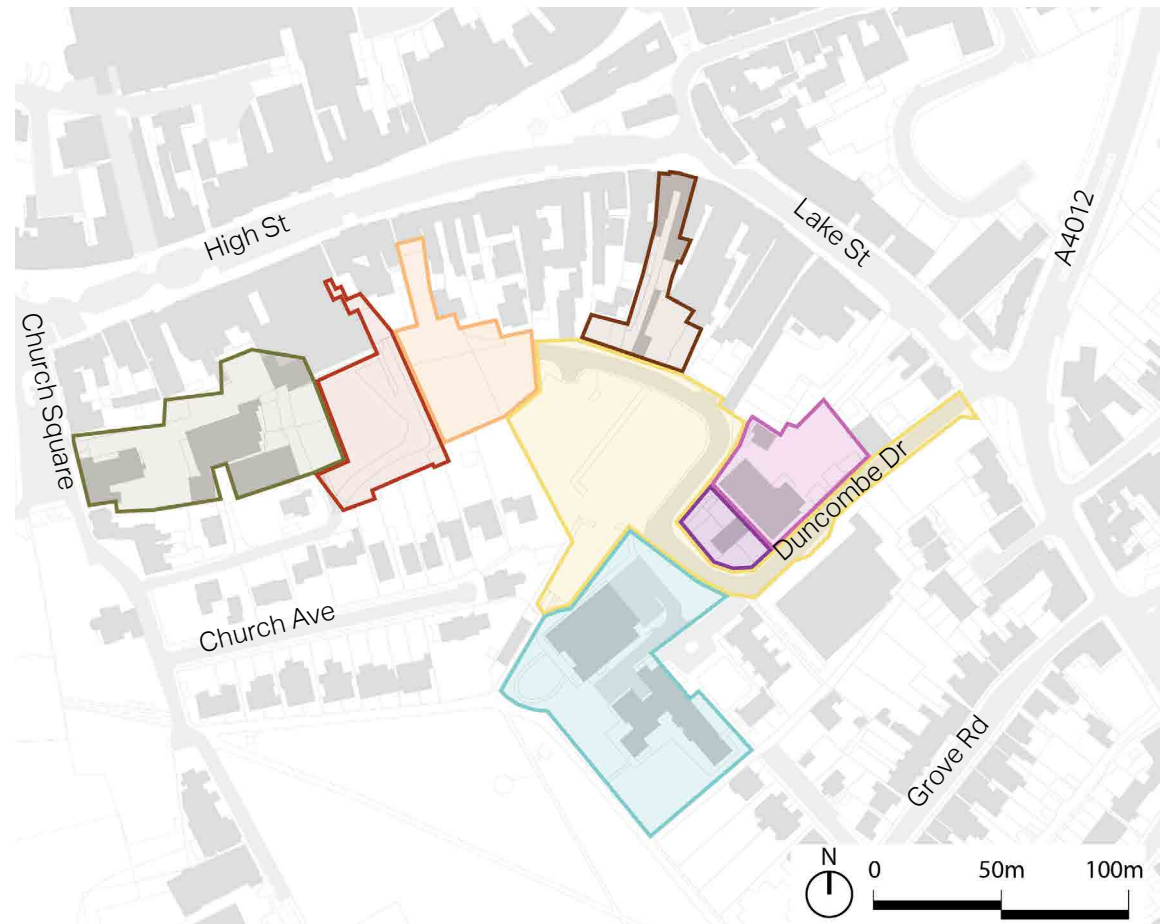 High St
Lake St
A4012
Church Square
Duncombe Dr
Church Ave
Grove Rd
N
0 50m 100m